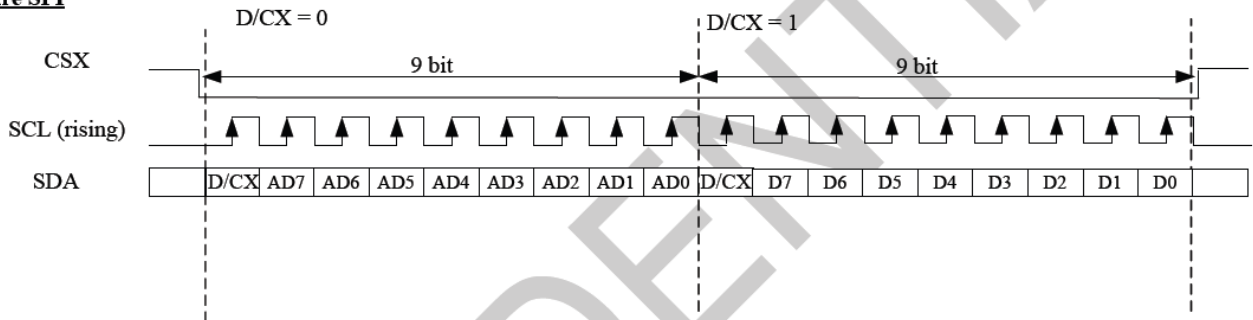 SPI
D/CX = 0
D/CX = 1
CSX
9 bit
9 bit
SCL (rising)
SDA
D/CX AD7 AD6 AD5 AD4 AD3 AD2 AD1 AD0 D/CX D7 D6 D5 D4 D3 D2 D1 D0